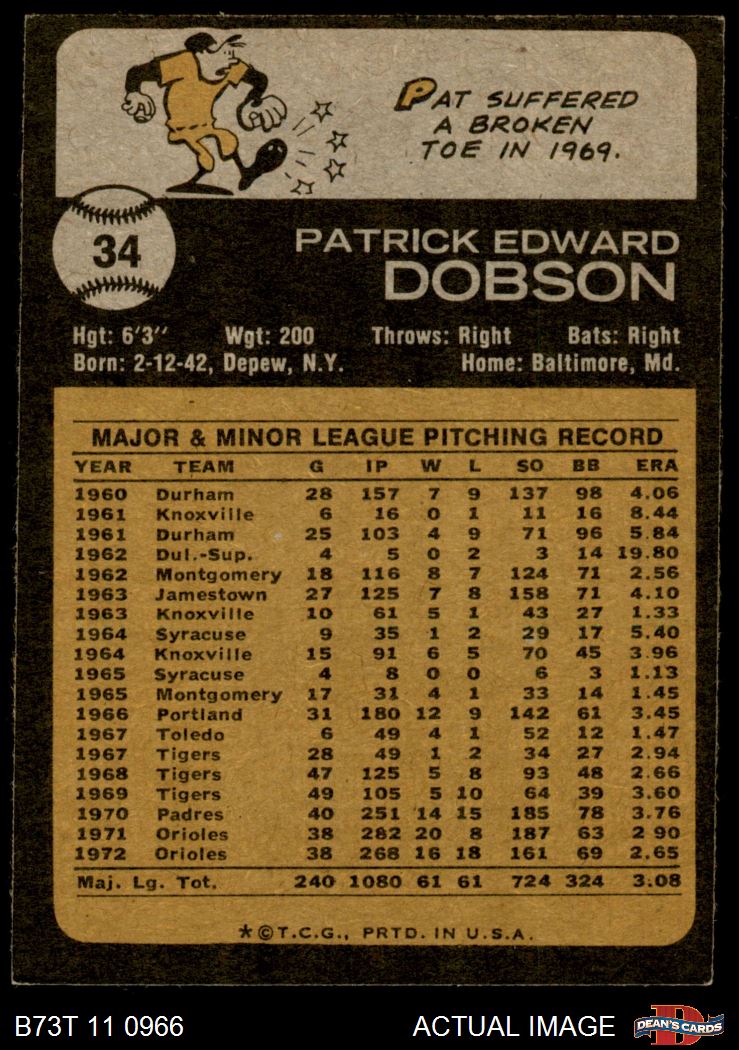 PAT SUFFERED
A BROKEN
TOE IN 1969.
34
PATRICK EDWARD
DOBSON
Hgt: 6'3" Wgt: 200 Throws: Right Bats: Right
Born: 2-12-42, Depew, N.Y. Home: Baltimore, Md.
MAJOR & MINOR LEAGUE PITCHING RECORD
YEAR TEAM G IP W L SO BB ERA
1960 Durham 28 157 7 9 137 98 4.06
1961 Knoxville 6 16 0 1 11 16 8.44
1961 Durham 25 103 4 9 71 96 5.84
1962 Dul.-Sup. 4 5 0 2 3 14 19.80
1962 Montgomery 18 116 8 7 124 71 2.56
1963 Jamestown 27 125 7 8 158 71 4.10
1963 Knoxville 10 61 5 1 43 27 1.33
1964 Syracuse 9 35 1 2 29 17 5.40
1964 Knoxville 15 91 6 5 70 45 3.96
1965 Syracuse 4 8 0 0 6 3 1.13
1965 Montgomery 17 31 4 1 33 14 1.45
1966 Portland 31 180 12 9 142 61 3.45
1967 Toledo 6 49 4 1 52 12 1.47
1967 Tigers 28 49 1 2 34 27 2.94
1968 Tigers 47 125 5 8 93 48 2.66
1969 Tigers 49 105 5 10 64 39 3.60
1970 Padres 40 251 14 15 185 78 3.76
1971 Orioles 38 282 20 8 187 63 2 90
1972 Orioles 38 268 16 18 161 69 2.65
Maj. Lg. Tot. 240 1080 61 61 724 324 3.08
*©T.C.G., PRTD. IN U.S.A.
B73T 11 0966 ACTUAL IMAGE D DEAN'S CARDS